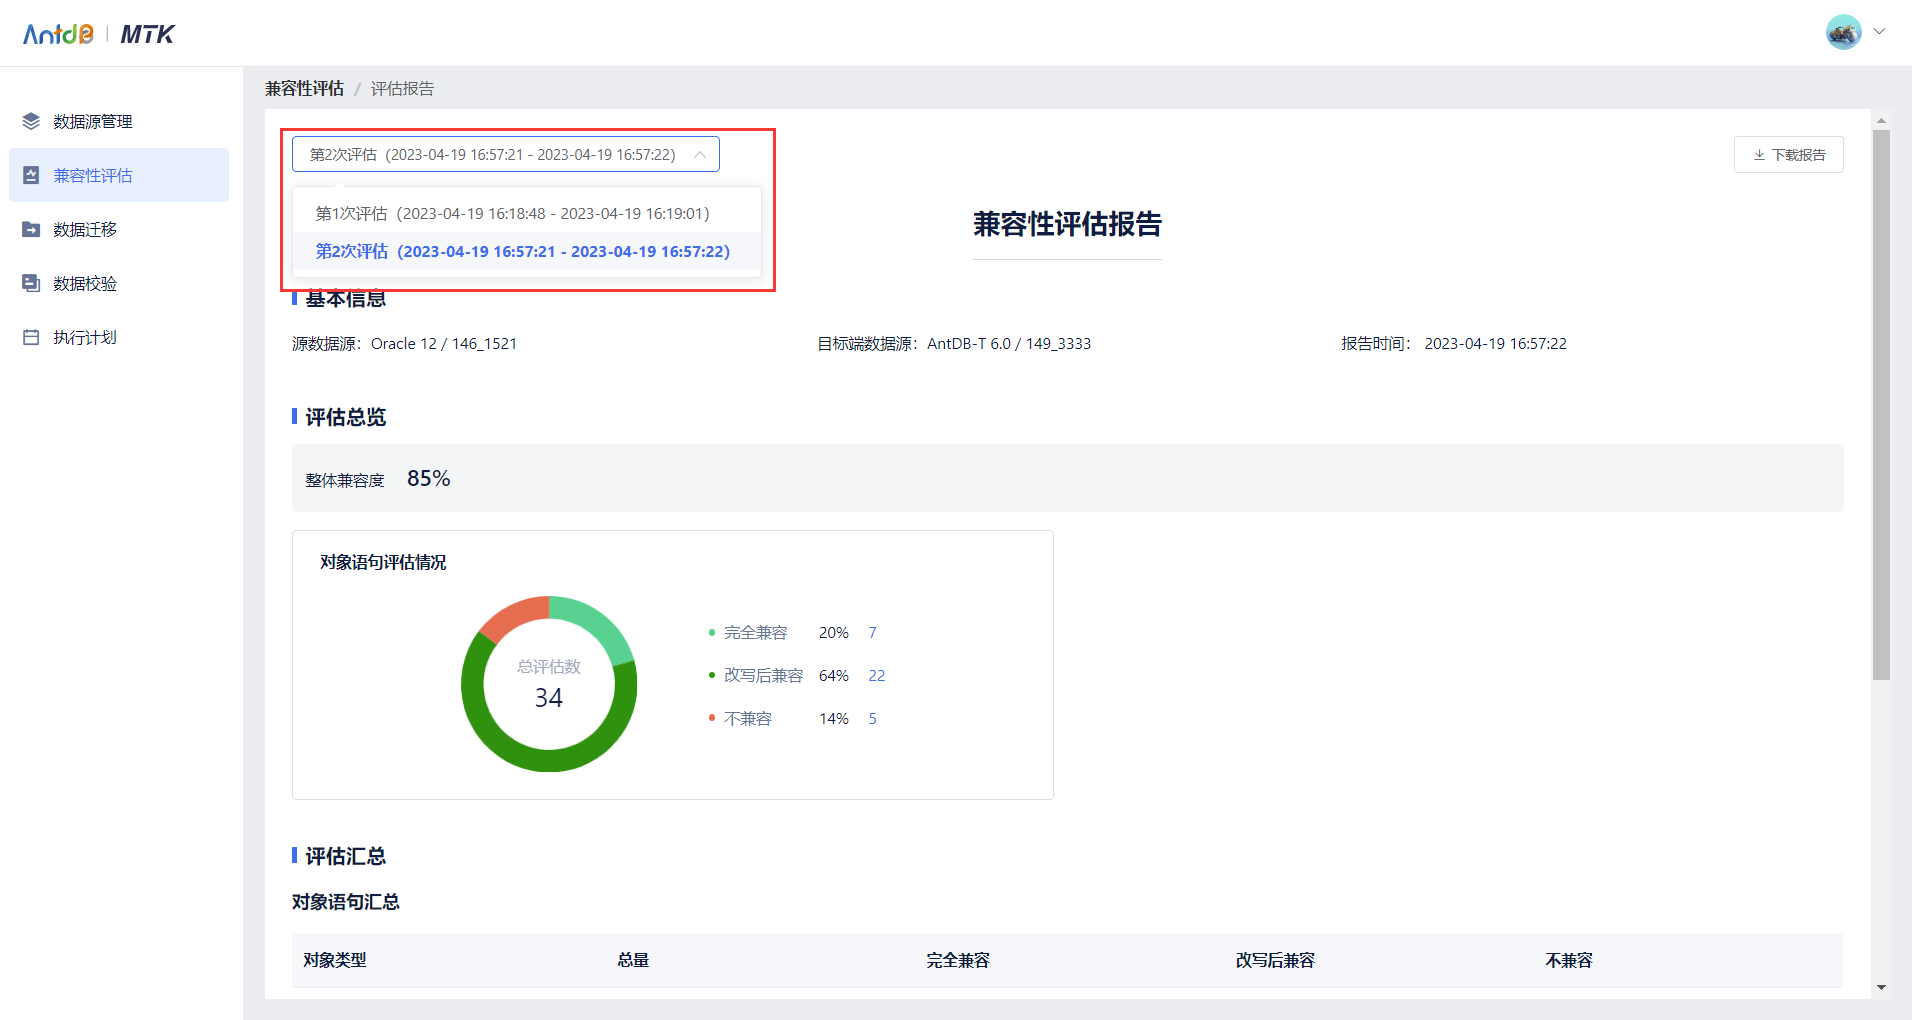 AntdB | MTK
数据源管理
兼容性评估
数据迁移
数据校验
执行计划
兼容性评估 / 评估报告
第2次评估（2023-04-19 16:57:21 - 2023-04-19 16:57:22）
下载报告
第1次评估（2023-04-19 16:18:48 - 2023-04-19 16:19:01）
第2次评估（2023-04-19 16:57:21 - 2023-04-19 16:57:22）
兼容性评估报告
基本信息
源数据源： Oracle 12 / 146_1521
目标端数据源： AntDB-T 6.0 / 149_3333
报告时间： 2023-04-19 16:57:22
评估总览
整体兼容度 85%
对象语句评估情况
总评估数
34
完全兼容 20% 7
改写后兼容 64% 22
不兼容 14% 5
评估汇总
对象语句汇总
对象类型 总量 完全兼容 改写后兼容 不兼容